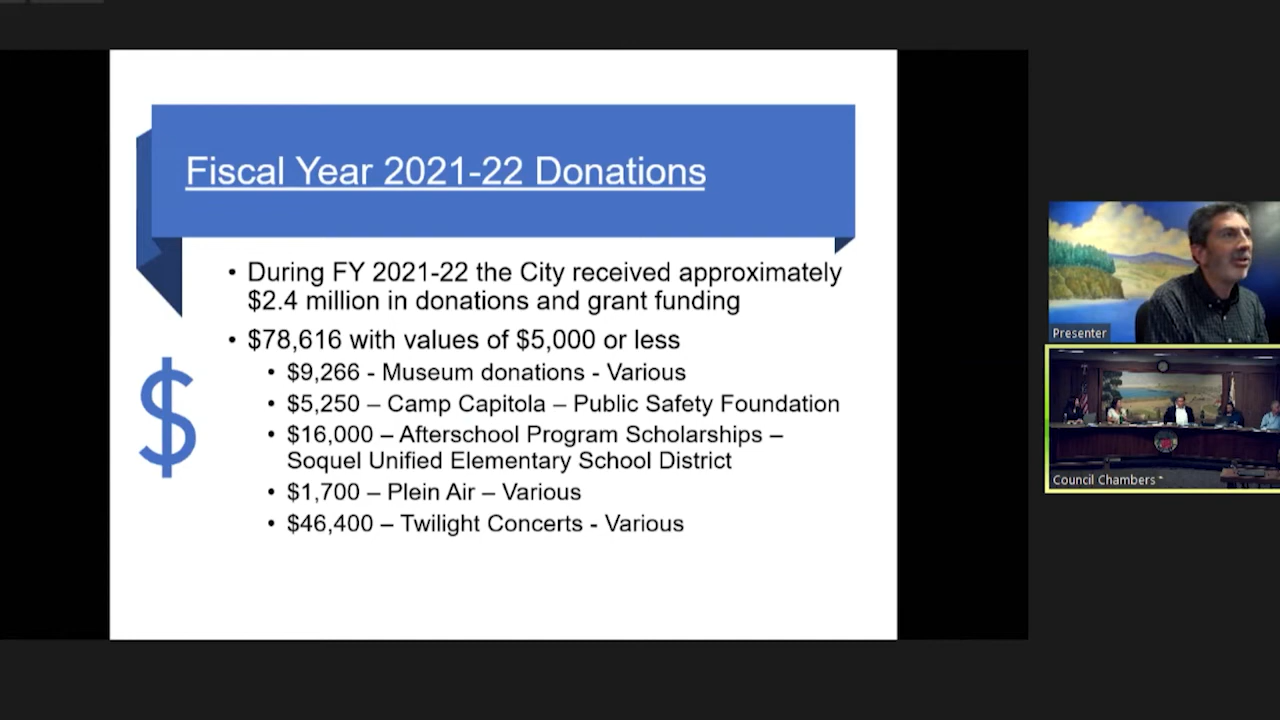 Fiscal Year 2021-22 Donations
• During FY 2021-22 the City received approximately
$2.4 million in donations and grant funding
• $78,616 with values of $5,000 or less
• $9,266 - Museum donations - Various
• $5,250 – Camp Capitola – Public Safety Foundation
• $16,000 – Afterschool Program Scholarships –
Soquel Unified Elementary School District
• $1,700 – Plein Air – Various
• $46,400 – Twilight Concerts - Various
$
Presenter
Council Chambers